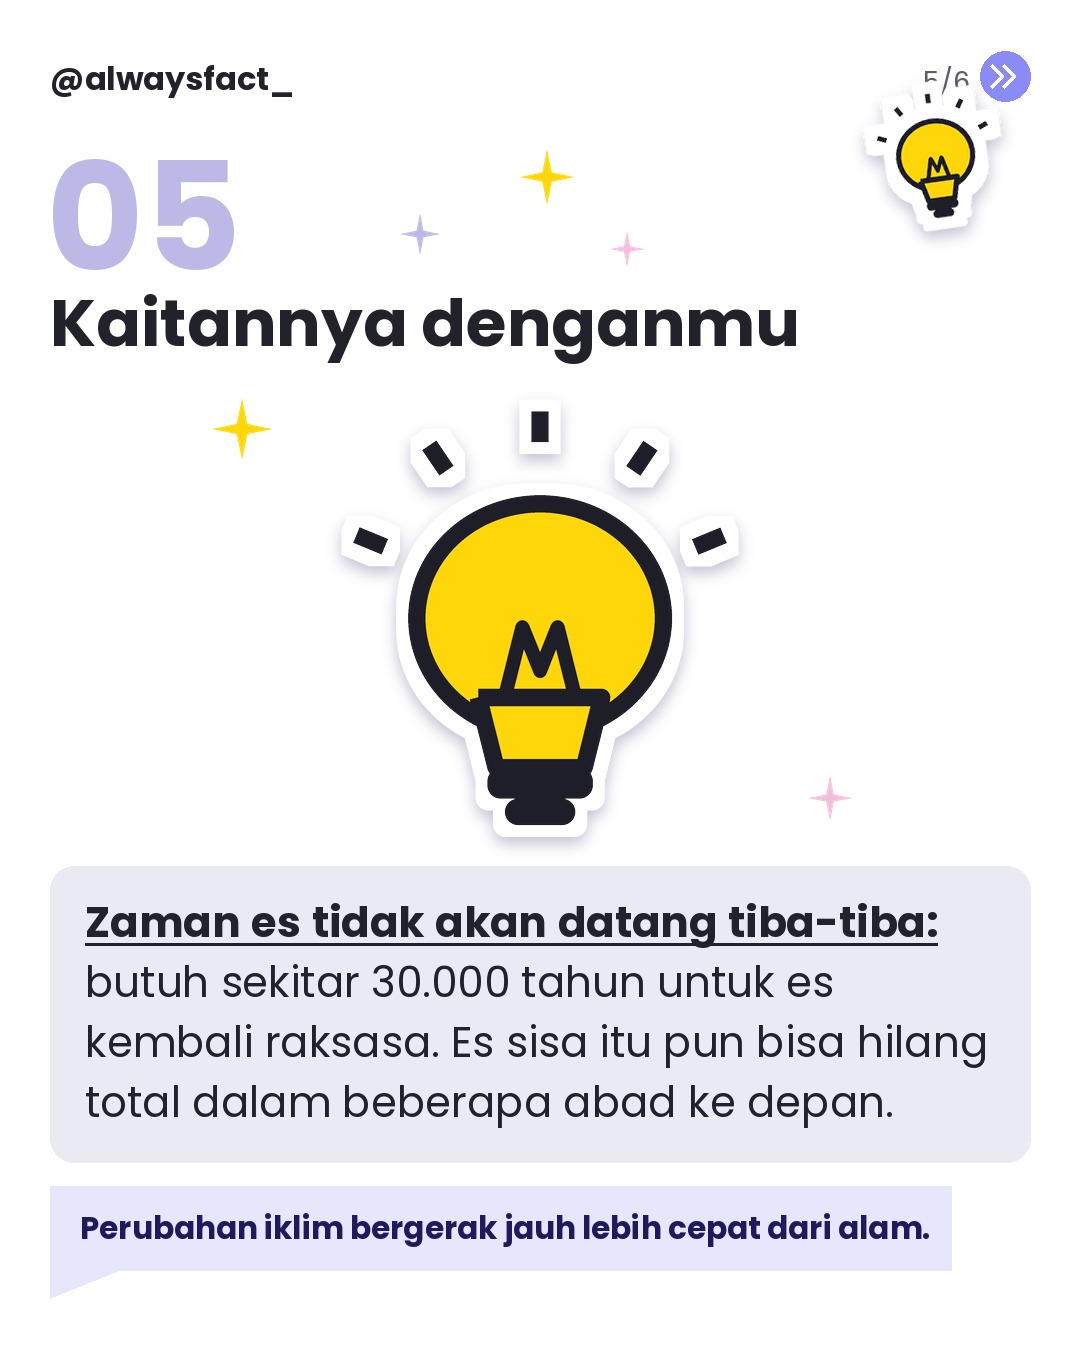 @alwaysfact_
5/6
05
Kaitannya denganmu
Zaman es tidak akan datang tiba-tiba:
butuh sekitar 30.000 tahun untuk es
kembali raksasa. Es sisa itu pun bisa hilang
total dalam beberapa abad ke depan.
Perubahan iklim bergerak jauh lebih cepat dari alam.